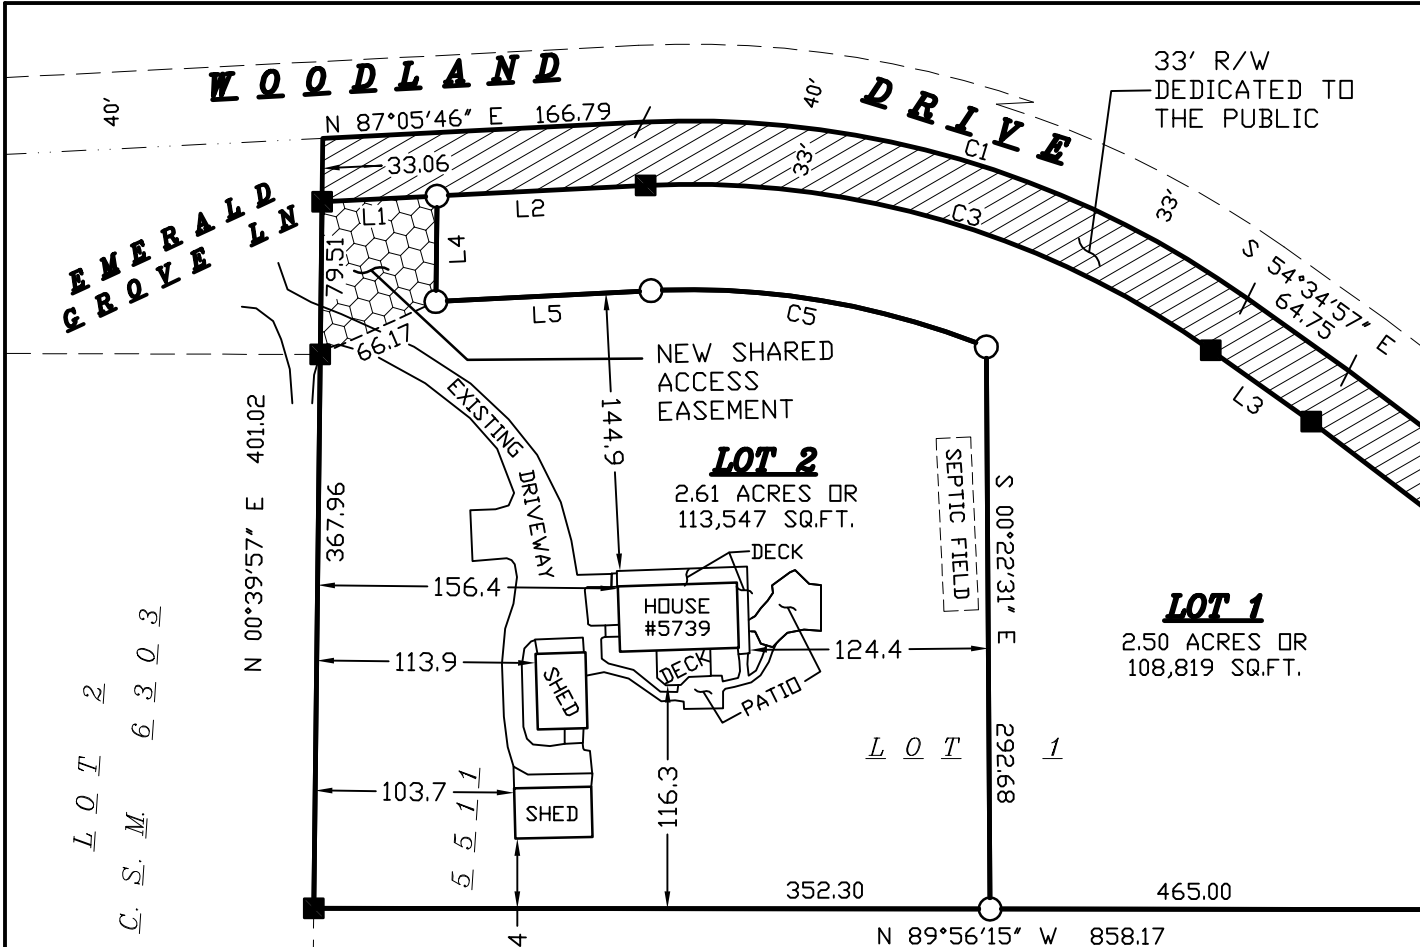 WOODLAND
DRIVE
33' R/W
DEDICATED TO
THE PUBLIC
40'
40'
N 87°05'46" E 166.79
33.06
33'
C1
33'
S 54°34'57" E
64.75
EMERALD
GROVE LN
L1
L2
C3
79.51
L4
66.17
L5
C5
L3
NEW SHARED
ACCESS
EASEMENT
EXISTING DRIVEWAY
144.9
LOT 2
2.61 ACRES OR
113,547 SQ.FT.
SEPTIC FIELD
N 00°39'57" E 401.02
367.96
S 00°22'31" E
292.68
DECK
156.4
HOUSE
#5739
124.4
LOT 1
2.50 ACRES OR
108,819 SQ.FT.
113.9
SHED
DECK
PATIO
LOT 1
103.7
SHED
116.3
5511
LOT 2
C.S.M. 6303
352.30
465.00
4
N 89°56'15" W 858.17